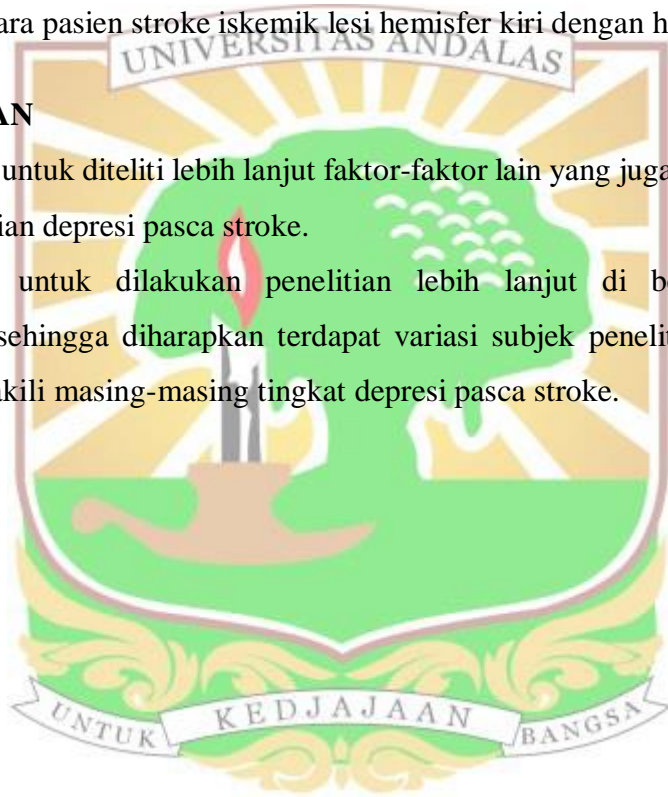 ara pasien stroke iskemik lesi hemisfer kiri dengan h
UNIVERSITAS ANDALAS
AN
untuk diteliti lebih lanjut faktor-faktor lain yang juga
ian depresi pasca stroke.
untuk dilakukan penelitian lebih lanjut di be
sehingga diharapkan terdapat variasi subjek penelit
akili masing-masing tingkat depresi pasca stroke.
UNTUK KEDJAJAAN BANGSA